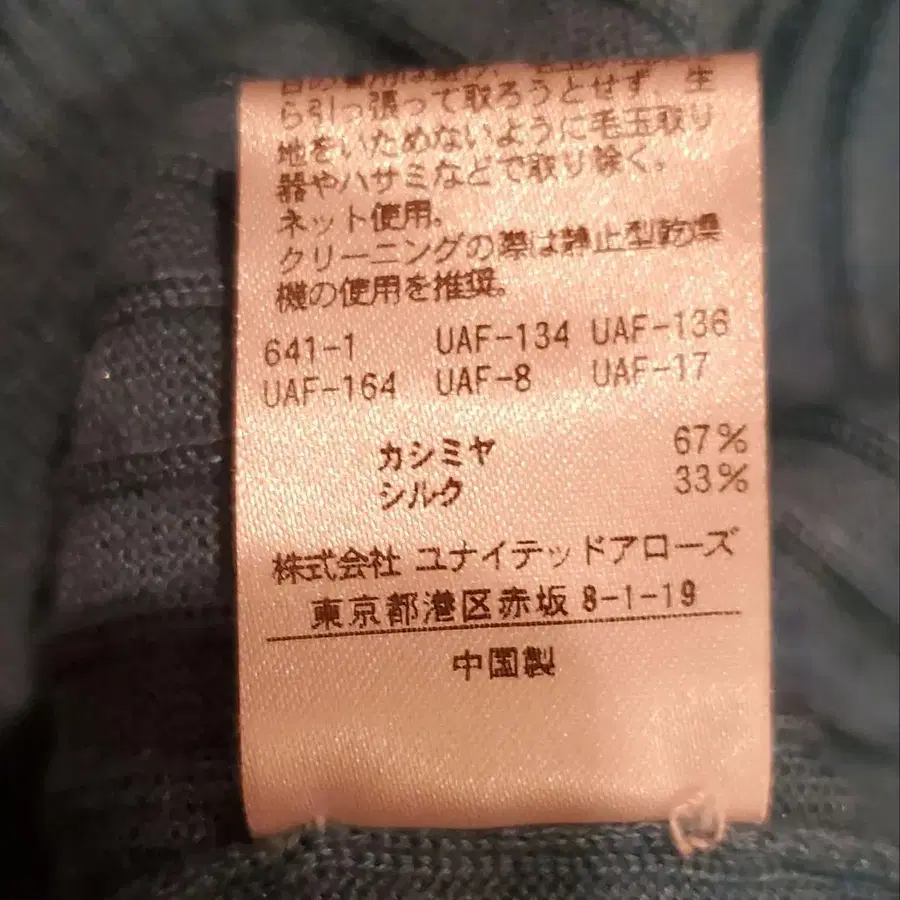 ら引っ張って取ろうとせず、生
地をいためないように毛玉取り
器やハサミなどで取り除く。
ネット使用。
クリーニングの際は静止型乾燥
機の使用を推奨。
641-1 UAF-134 UAF-136
UAF-164 UAF-8 UAF-17
カシミヤ 67%
シルク 33%
株式会社 ユナイテッドアローズ
東京都港区赤坂 8-1-19
中国製